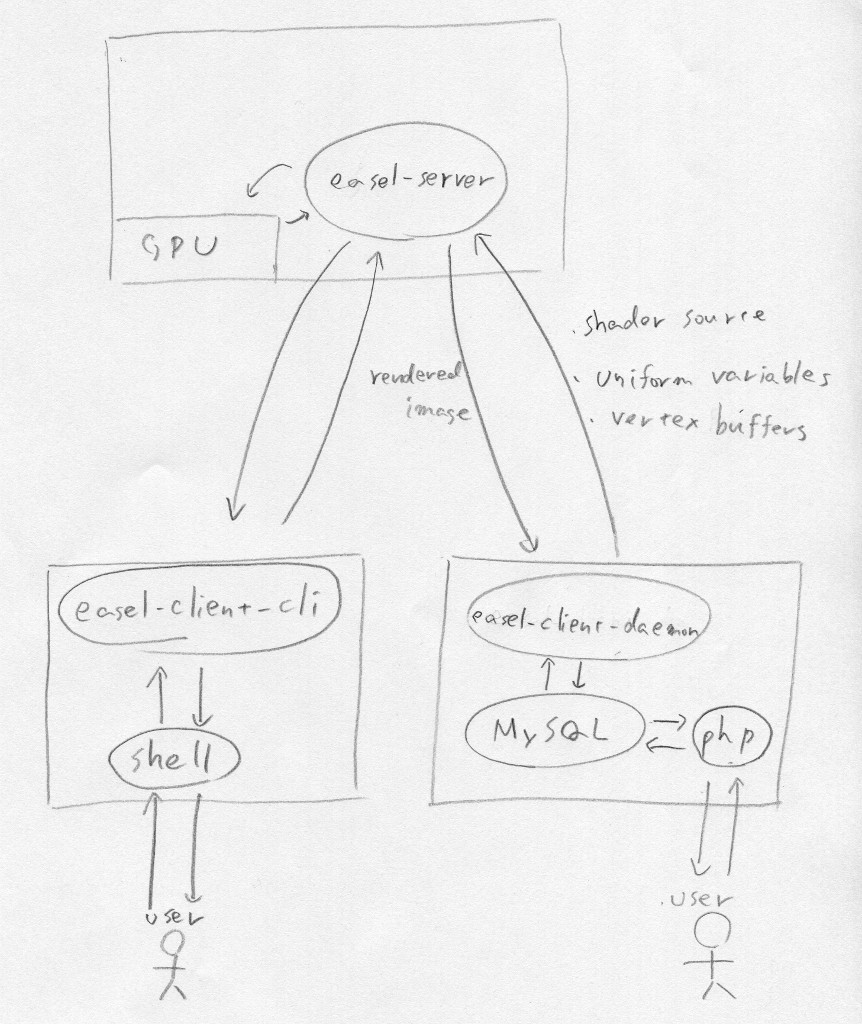 easel-server
GPU
. shader source
. uniform variables
. vertex buffers
rendered
image
easel-client-cli
shell
user
easel-client-daemon
MySQL
php
.user